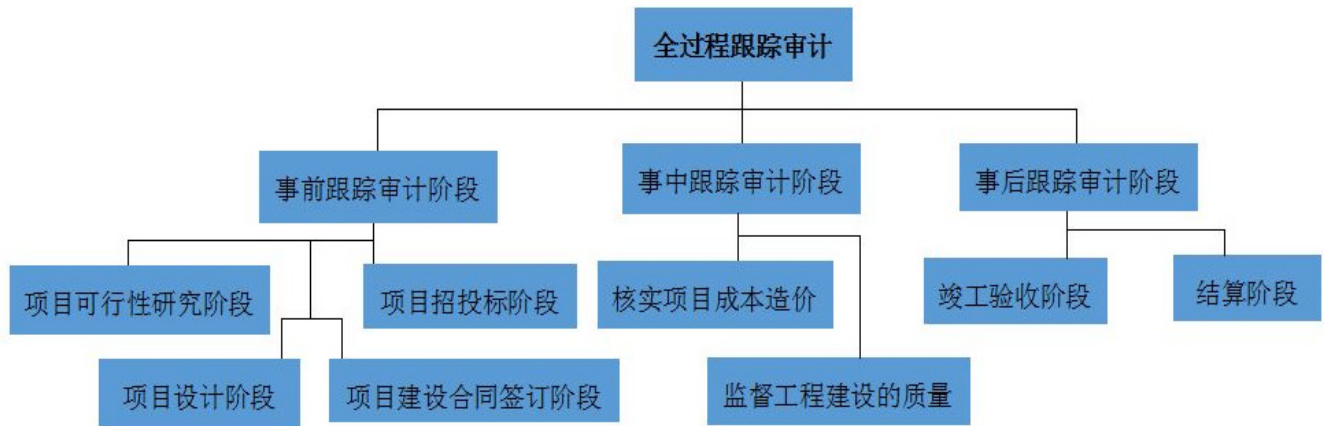 全过程跟踪审计
事前跟踪审计阶段
事中跟踪审计阶段
事后跟踪审计阶段
项目可行性研究阶段
项目招投标阶段
核实项目成本造价
竣工验收阶段
结算阶段
项目设计阶段
项目建设合同签订阶段
监督工程建设的质量